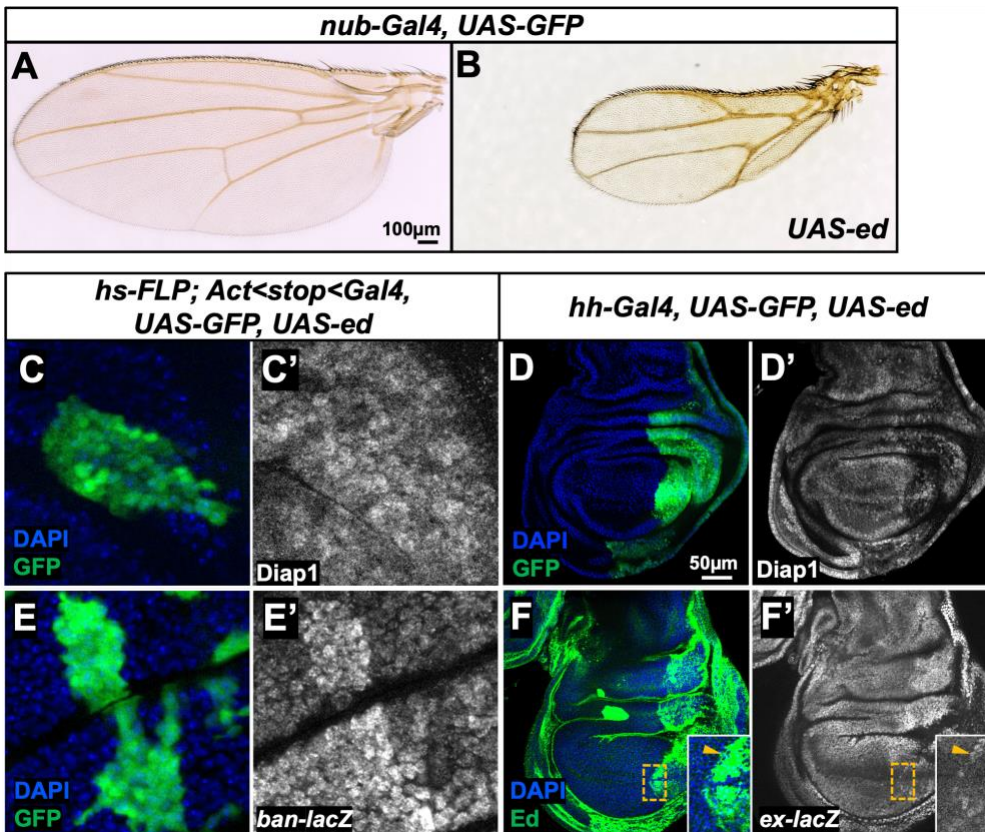 nub-Gal4, UAS-GFP
A
B
100µm
UAS-ed
hs-FLP; Act<stop<Gal4,
UAS-GFP, UAS-ed
hh-Gal4, UAS-GFP, UAS-ed
C
C'
D
D'
DAPI
GFP
Diap1
DAPI
GFP
50µm
Diap1
E
E'
F
F'
DAPI
GFP
ban-lacZ
DAPI
Ed
ex-lacZ